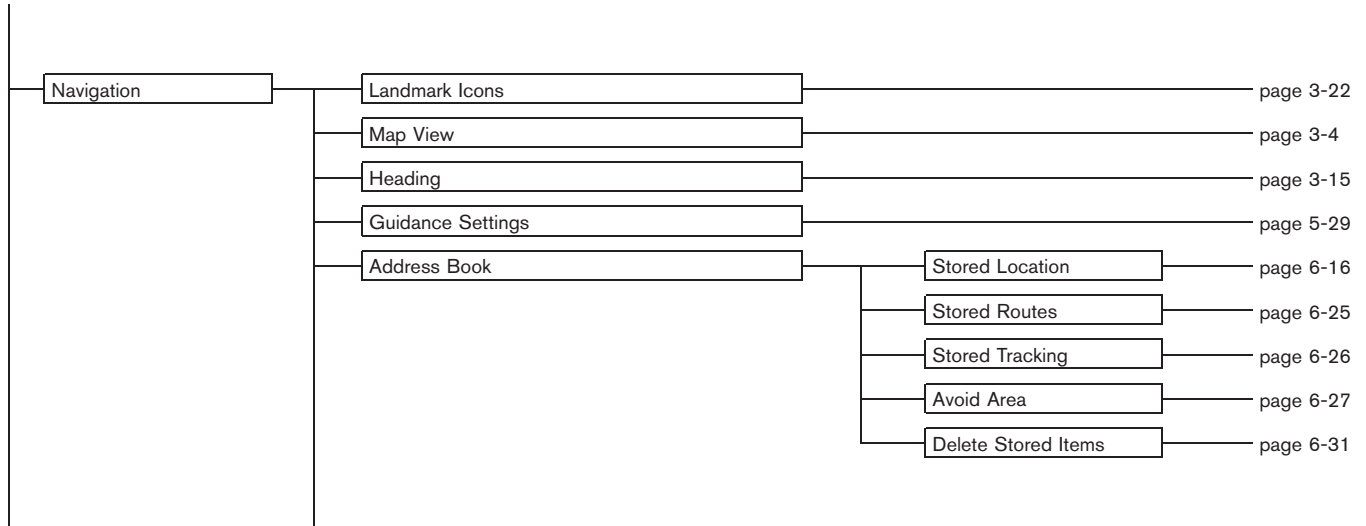 Navigation Landmark Icons page 3-22
Map View page 3-4
Heading page 3-15
Guidance Settings page 5-29
Address Book Stored Location page 6-16
Stored Routes page 6-25
Stored Tracking page 6-26
Avoid Area page 6-27
Delete Stored Items page 6-31